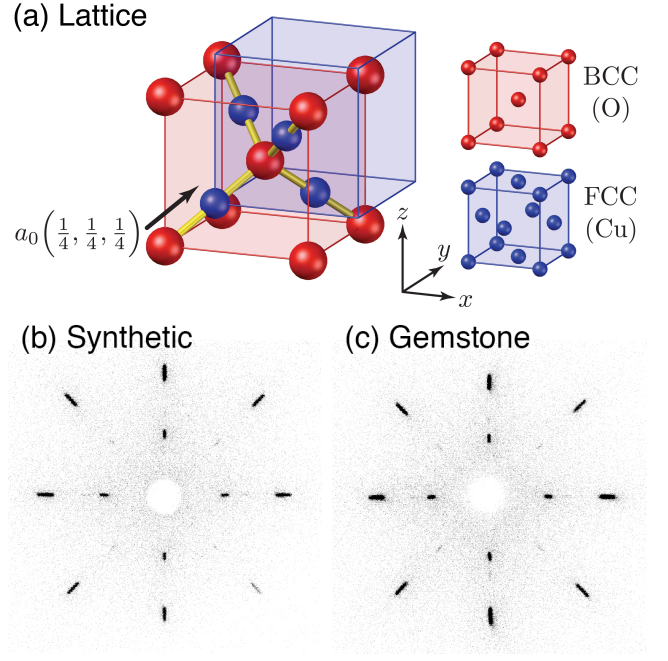 (a) Lattice
BCC
(O)
FCC
(Cu)
a₀(1/4, 1/4, 1/4)
z
y
x
(b) Synthetic
(c) Gemstone